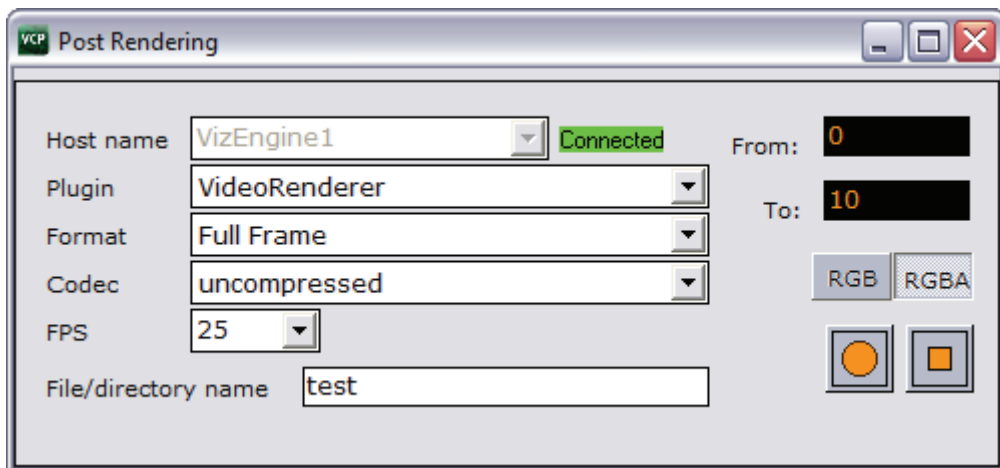 VCP Post Rendering
Host name VizEngine1 Connected From: 0
Plugin VideoRenderer
To: 10
Format Full Frame
Codec uncompressed RGB RGBA
FPS 25
File/directory name test